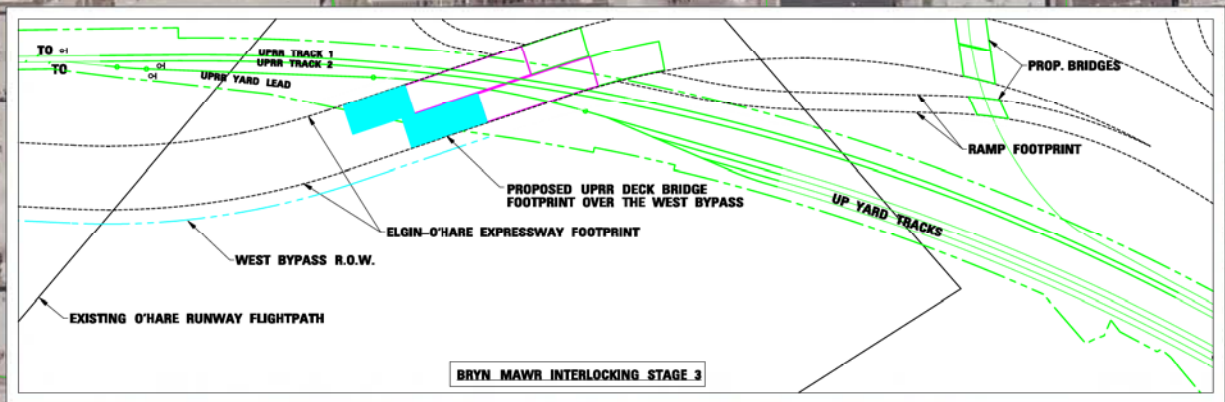 TO
UPRR TRACK 1
UPRR TRACK 2
TO
UPRR YARD LEAD
PROP. BRIDGES
RAMP FOOTPRINT
PROPOSED UPRR DECK BRIDGE
FOOTPRINT OVER THE WEST BYPASS
UP YARD TRACKS
ELGIN-O'HARE EXPRESSWAY FOOTPRINT
WEST BYPASS R.O.W.
EXISTING O'HARE RUNWAY FLIGHTPATH
BRYN MAWR INTERLOCKING STAGE 3